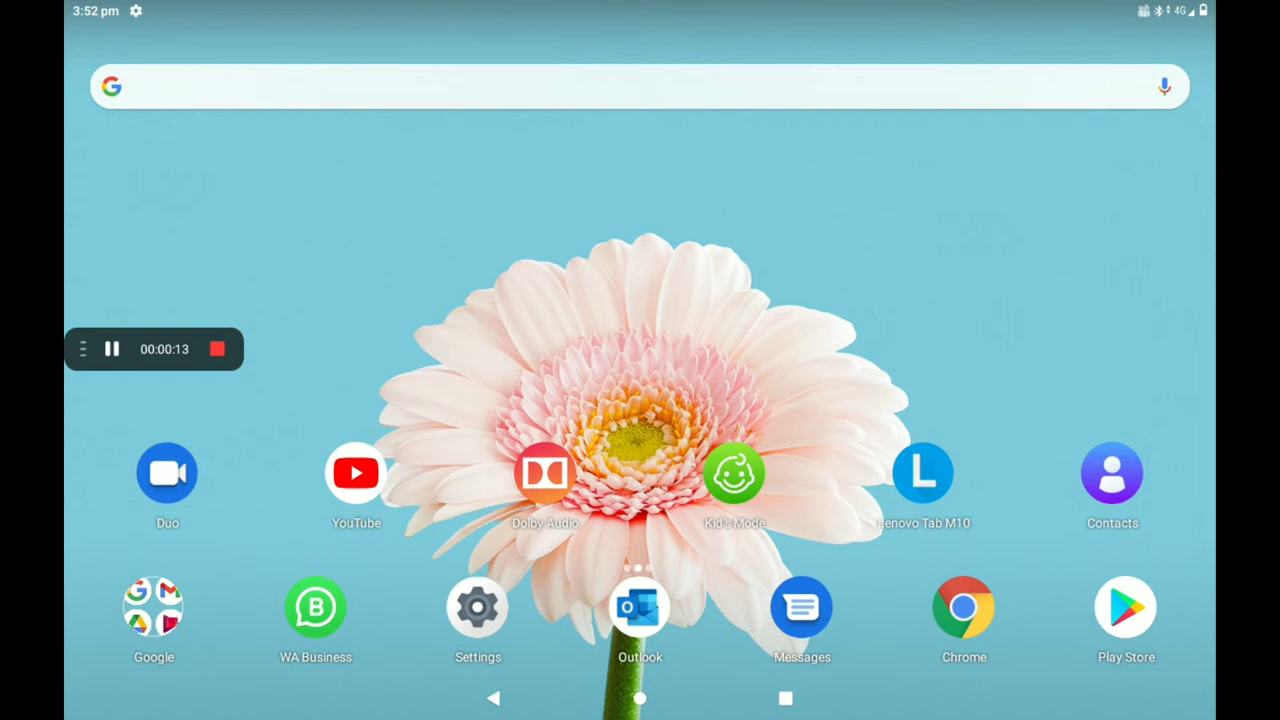 3:52 pm
4G
00:00:13
Duo
YouTube
Dolby Audio
Kid's Mode
Lenovo Tab M10
Contacts
Google
WA Business
Settings
Outlook
Messages
Chrome
Play Store